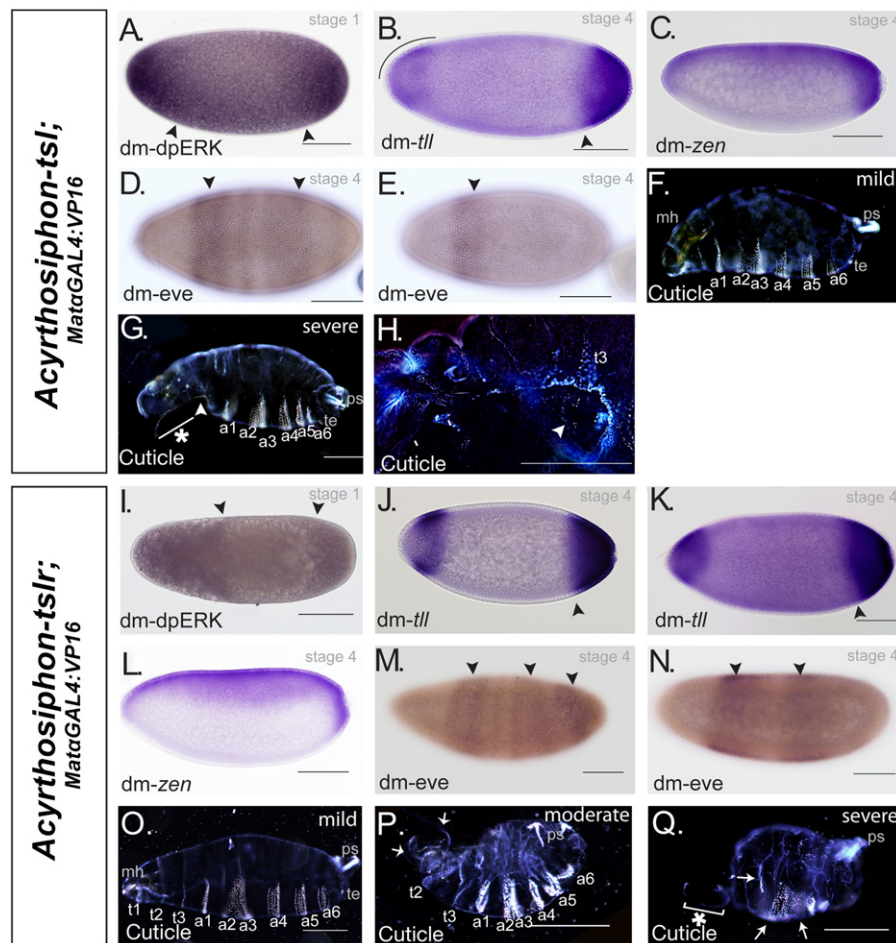 Acyrthosiphon-tsl;
MatαGAL4:VP16
A. stage 1
dm-dpERK
B. stage 4
dm-tll
C. stage 4
dm-zen
D. stage 4
dm-eve
E. stage 4
dm-eve
F. mild
mh ps
te
a1 a2 a3 a4 a5 a6
Cuticle
G. severe
ps
te
* a1 a2 a3 a4 a5 a6
Cuticle
H.
t3
Cuticle
Acyrthosiphon-tslr;
MatαGAL4:VP16
I. stage 1
dm-dpERK
J. stage 4
dm-tll
K. stage 4
dm-tll
L. stage 4
dm-zen
M. stage 4
dm-eve
N. stage 4
dm-eve
O. mild
mh ps
te
t1 t2 t3 a1 a2 a3 a4 a5 a6
Cuticle
P. moderate
ps
t2 t3 a1 a2 a3 a4 a5 a6
Cuticle
Q. severe
ps
*
Cuticle